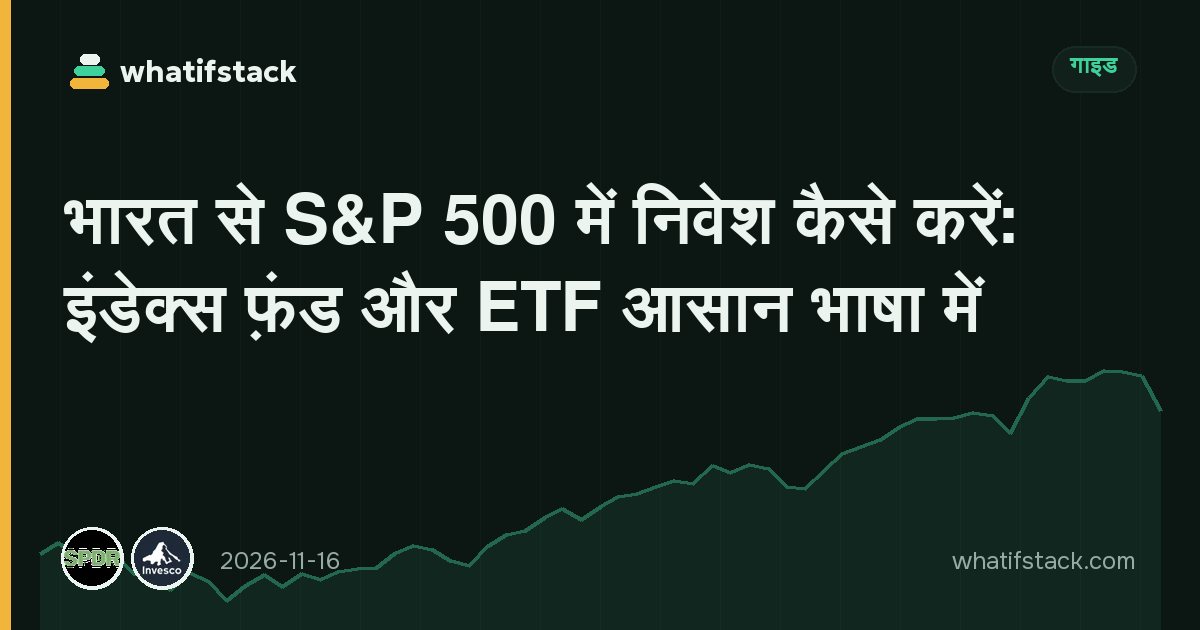 whatifstack
गाइड
भारत से S&P 500 में निवेश कैसे करें:
इंडेक्स फ़ंड और ETF आसान भाषा में
SPDR
Invesco
2026-11-16
whatifstack.com